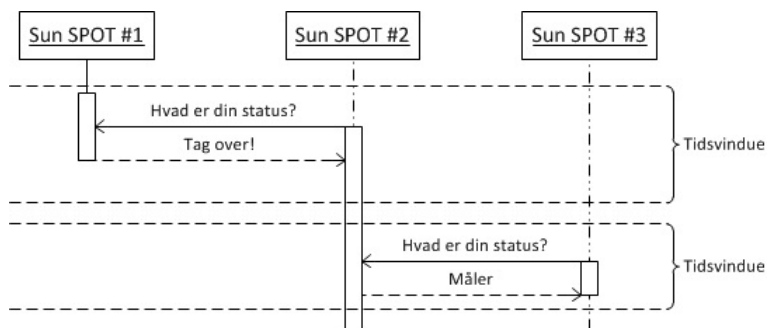 Sun SPOT #1
Sun SPOT #2
Sun SPOT #3
Hvad er din status?
Tag over!
Tidsvindue
Hvad er din status?
Måler
Tidsvindue